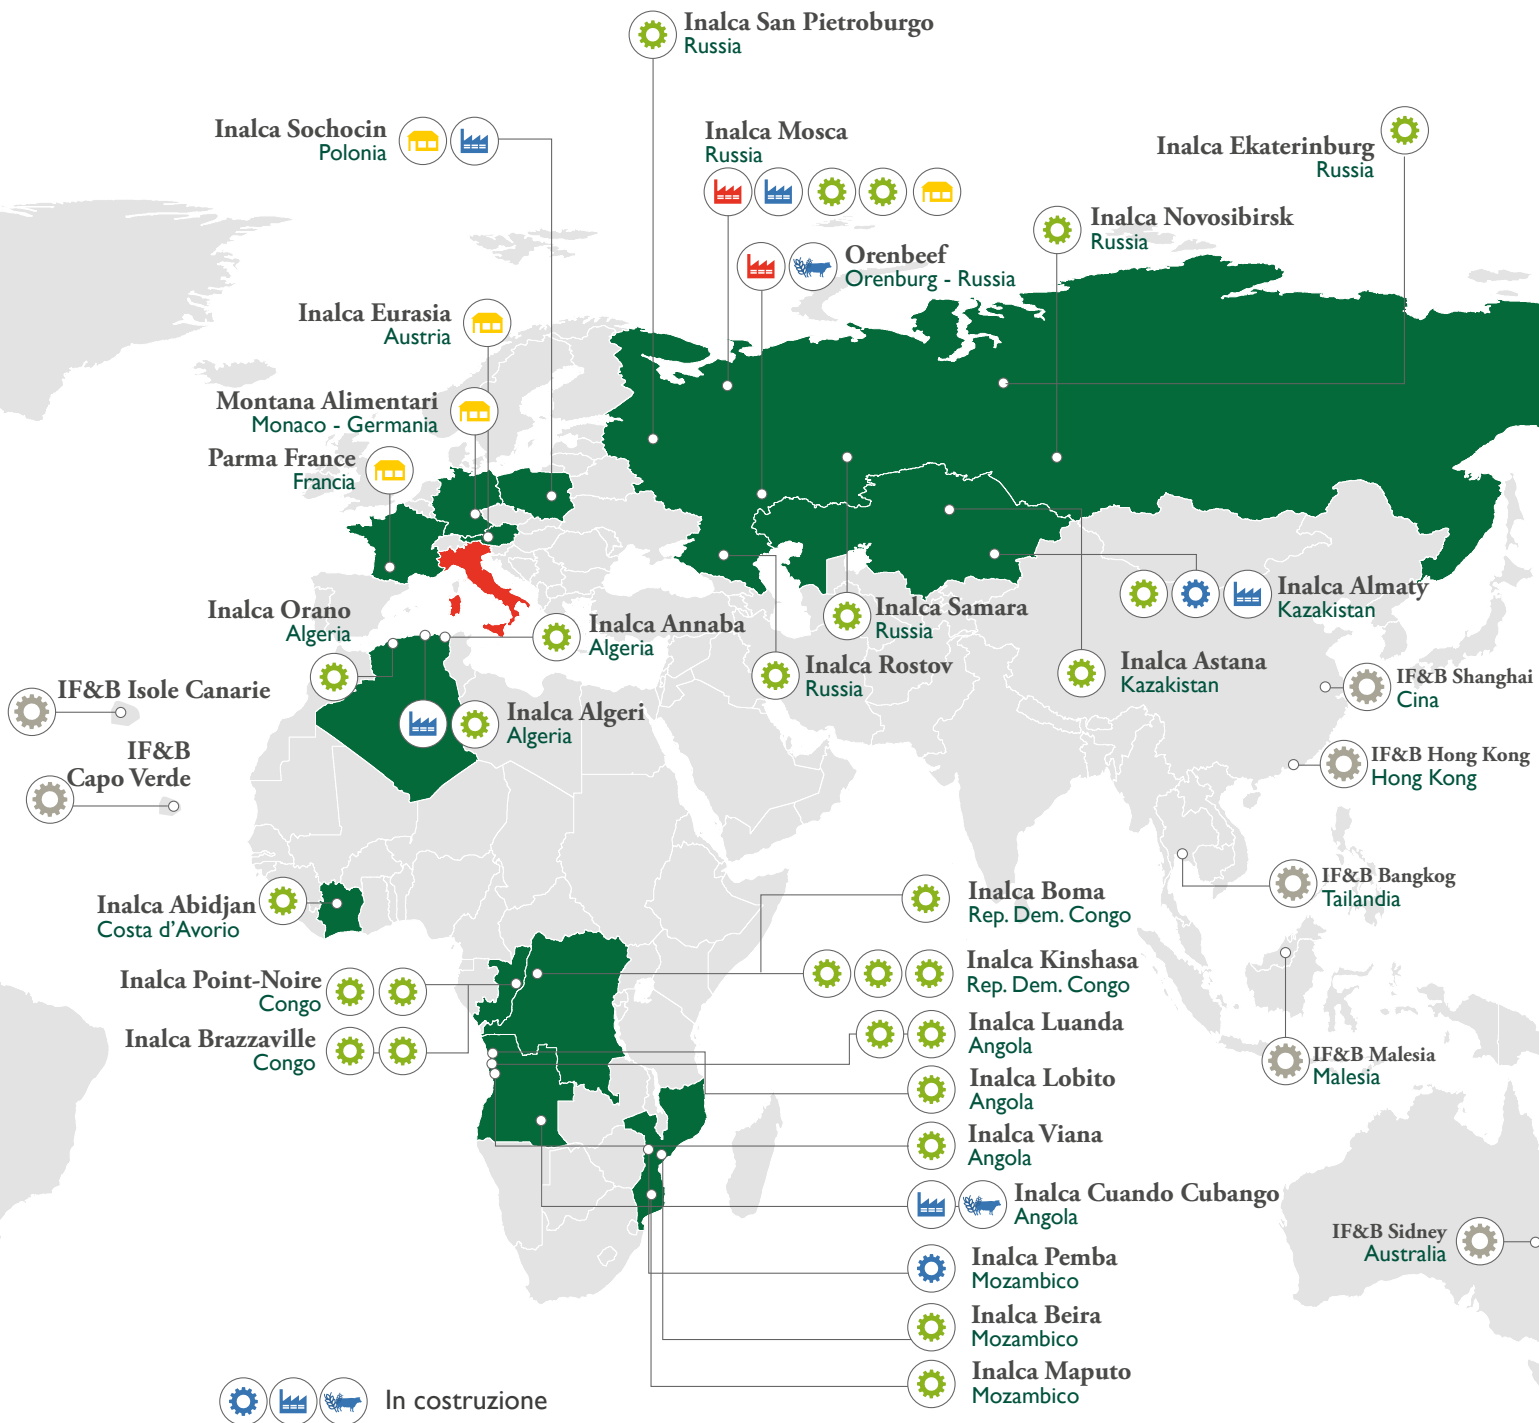 Inalca San Pietroburgo
Russia
Inalca Sochocin
Polonia
Inalca Mosca
Russia
Inalca Ekaterinburg
Russia
Inalca Novosibirsk
Russia
Orenbeef
Orenburg - Russia
Inalca Eurasia
Austria
Montana Alimentari
Monaco - Germania
Parma France
Francia
Inalca Orano
Algeria
Inalca Annaba
Algeria
Inalca Samara
Russia
Inalca Almaty
Kazakistan
Inalca Rostov
Russia
Inalca Astana
Kazakistan
IF&B Shanghai
Cina
IF&B Isole Canarie
Inalca Algeri
Algeria
IF&B
Capo Verde
IF&B Hong Kong
Hong Kong
IF&B Bangkog
Tailandia
Inalca Abidjan
Costa d'Avorio
Inalca Boma
Rep. Dem. Congo
Inalca Point-Noire
Congo
Inalca Kinshasa
Rep. Dem. Congo
Inalca Brazzaville
Congo
Inalca Luanda
Angola
IF&B Malesia
Malesia
Inalca Lobito
Angola
Inalca Viana
Angola
Inalca Cuando Cubango
Angola
IF&B Sidney
Australia
Inalca Pemba
Mozambico
Inalca Beira
Mozambico
Inalca Maputo
Mozambico
In costruzione